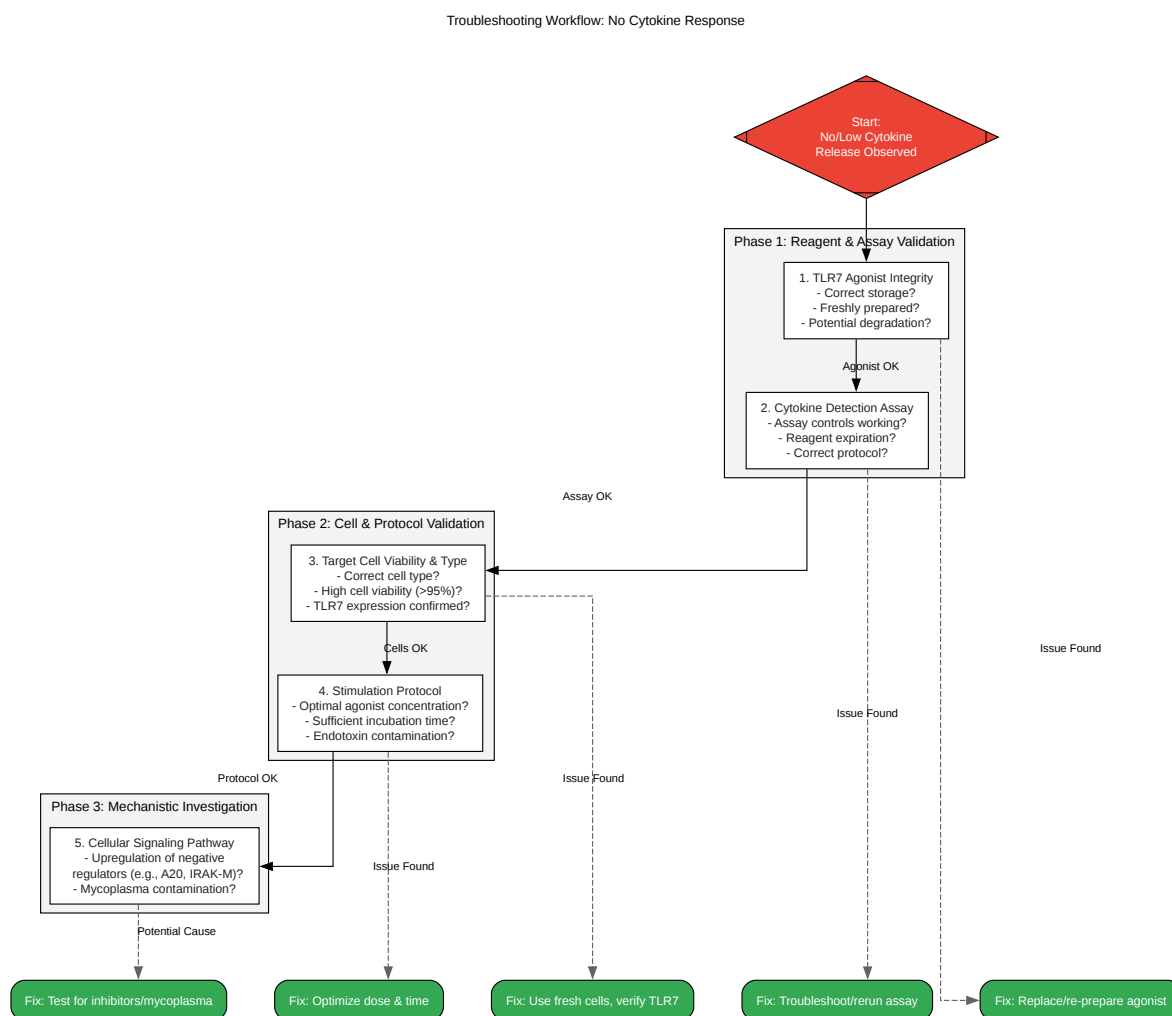 Troubleshooting Workflow: No Cytokine Response
Start:
No/Low Cytokine
Release Observed
Phase 1: Reagent & Assay Validation
1. TLR7 Agonist Integrity
- Correct storage?
- Freshly prepared?
- Potential degradation?
Agonist OK
2. Cytokine Detection Assay
- Assay controls working?
- Reagent expiration?
- Correct protocol?
Assay OK
Phase 2: Cell & Protocol Validation
3. Target Cell Viability & Type
- Correct cell type?
- High cell viability (>95%)?
- TLR7 expression confirmed?
Cells OK
Issue Found
4. Stimulation Protocol
- Optimal agonist concentration?
- Sufficient incubation time?
- Endotoxin contamination?
Issue Found
Protocol OK
Issue Found
Phase 3: Mechanistic Investigation
5. Cellular Signaling Pathway
- Upregulation of negative
regulators (e.g., A20, IRAK-M)?
- Mycoplasma contamination?
Issue Found
Potential Cause
Fix: Test for inhibitors/mycoplasma
Fix: Optimize dose & time
Fix: Use fresh cells, verify TLR7
Fix: Troubleshoot/rerun assay
Fix: Replace/re-prepare agonist